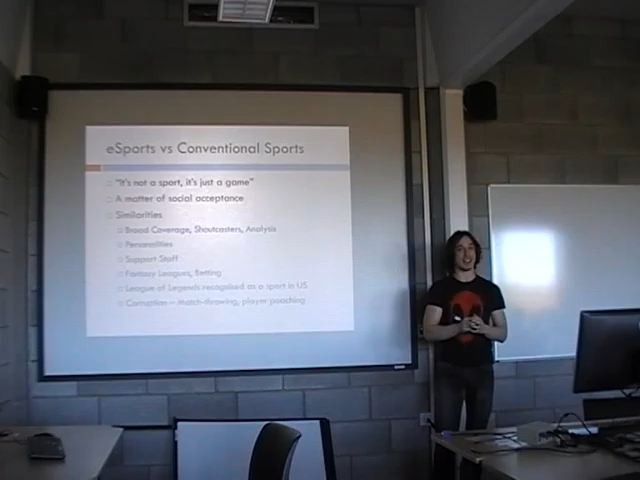 eSports vs Conventional Sports
"It's not a sport, it's just a game"
A matter of social acceptance
Similarities
Broad Coverage, Shoutcasters, Analysis
Personalities
Support Staff
Fantasy Leagues, Betting
League of Legends recognised as a sport in US
Corruption – match-throwing, player poaching